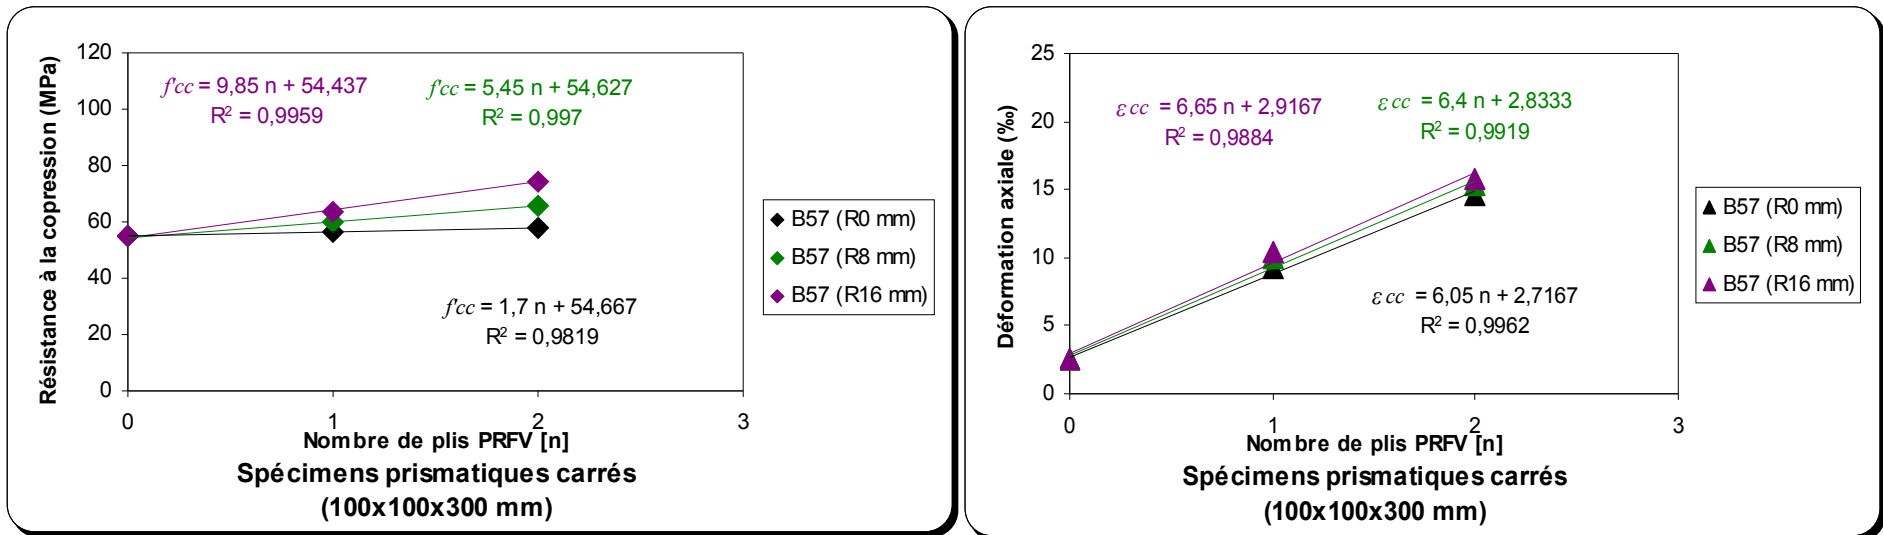 120
100
80
60
40
20
0
0
1
2
3
Résistance à la copression (MPa)
f'cc = 9,85 n + 54,437
R² = 0,9959
f'cc = 5,45 n + 54,627
R² = 0,997
f'cc = 1,7 n + 54,667
R² = 0,9819
Nombre de plis PRFV [n]
Spécimens prismatiques carrés
(100x100x300 mm)
B57 (R0 mm)
B57 (R8 mm)
B57 (R16 mm)
25
20
15
10
5
0
0
1
2
3
Déformation axiale (‰)
ε cc = 6,65 n + 2,9167
R² = 0,9884
ε cc = 6,4 n + 2,8333
R² = 0,9919
ε cc = 6,05 n + 2,7167
R² = 0,9962
Nombre de plis PRFV [n]
Spécimens prismatiques carrés
(100x100x300 mm)
B57 (R0 mm)
B57 (R8 mm)
B57 (R16 mm)